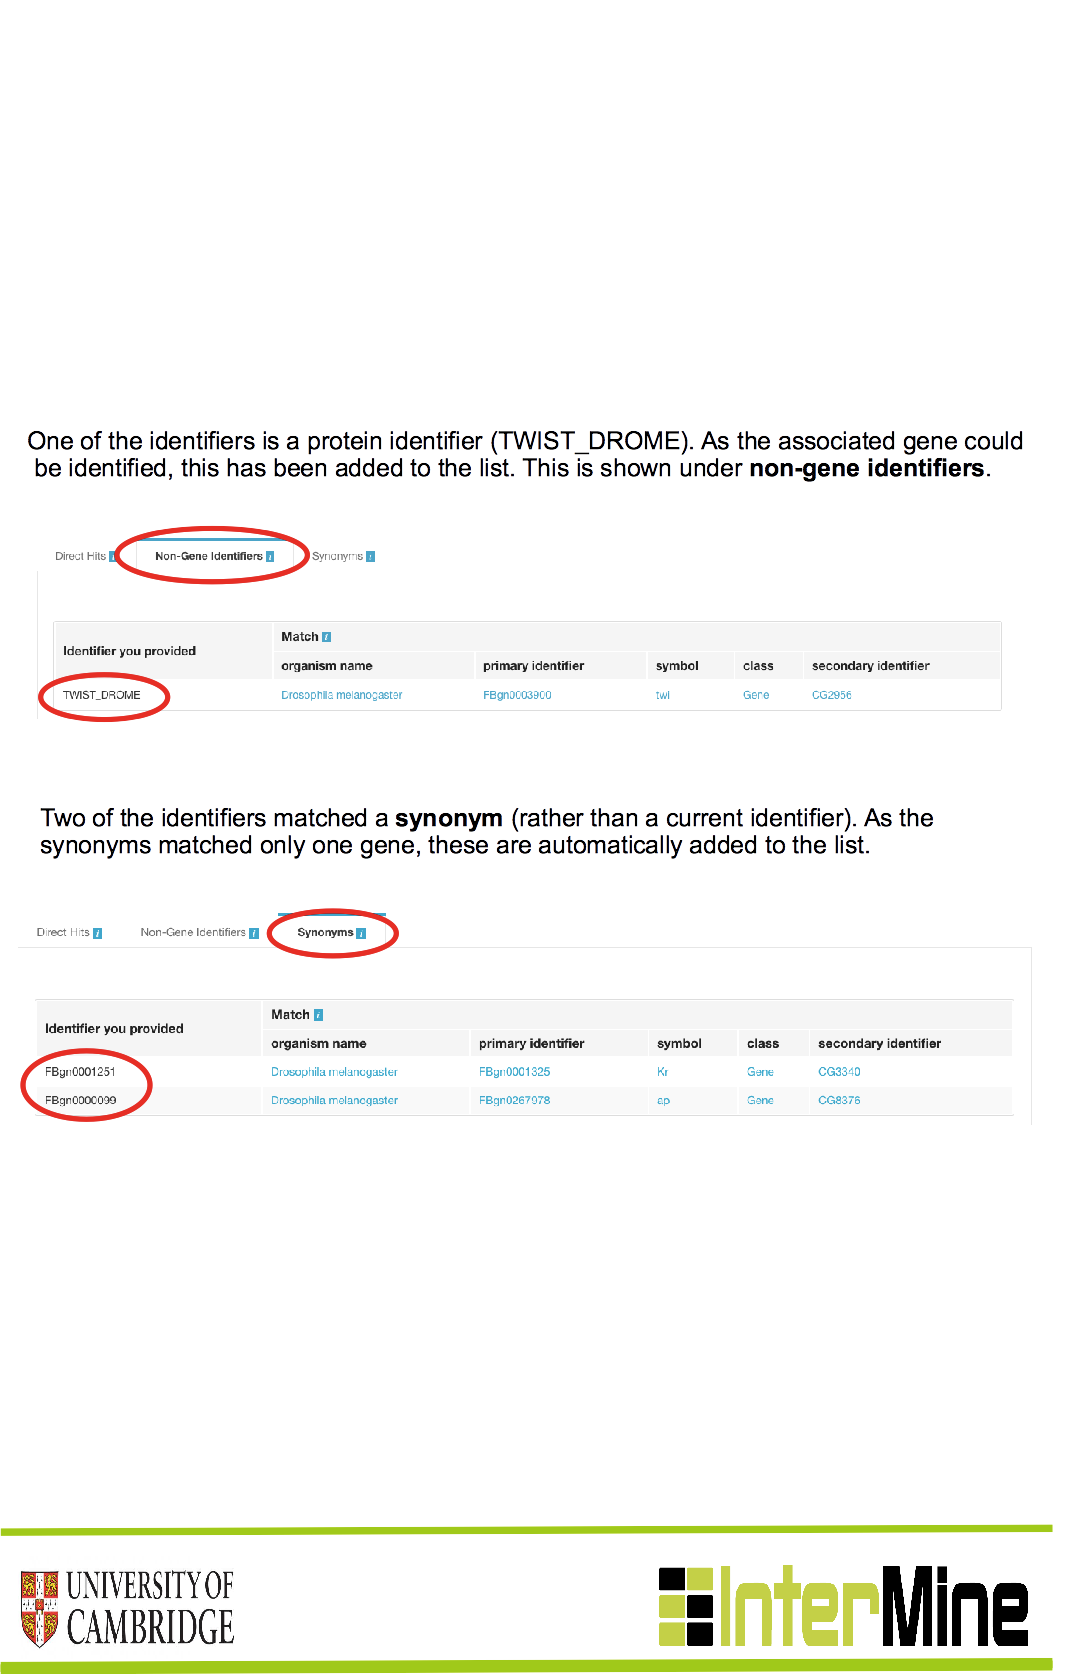 One of the identifiers is a protein identifier (TWIST_DROME). As the associated gene could
be identified, this has been added to the list. This is shown under non-gene identifiers.
Direct Hits i Non-Gene Identifiers i Synonyms i
Match i
Identifier you provided
organism name primary identifier symbol class secondary identifier
TWIST_DROME Drosophila melanogaster FBgn0003900 twi Gene CG2956
Two of the identifiers matched a synonym (rather than a current identifier). As the
synonyms matched only one gene, these are automatically added to the list.
Direct Hits i Non-Gene Identifiers i Synonyms i
Match i
Identifier you provided
organism name primary identifier symbol class secondary identifier
FBgn0001251 Drosophila melanogaster FBgn0001325 Kr Gene CG3340
FBgn0000099 Drosophila melanogaster FBgn0267978 ap Gene CG8376
UNIVERSITY OF
CAMBRIDGE
InterMine